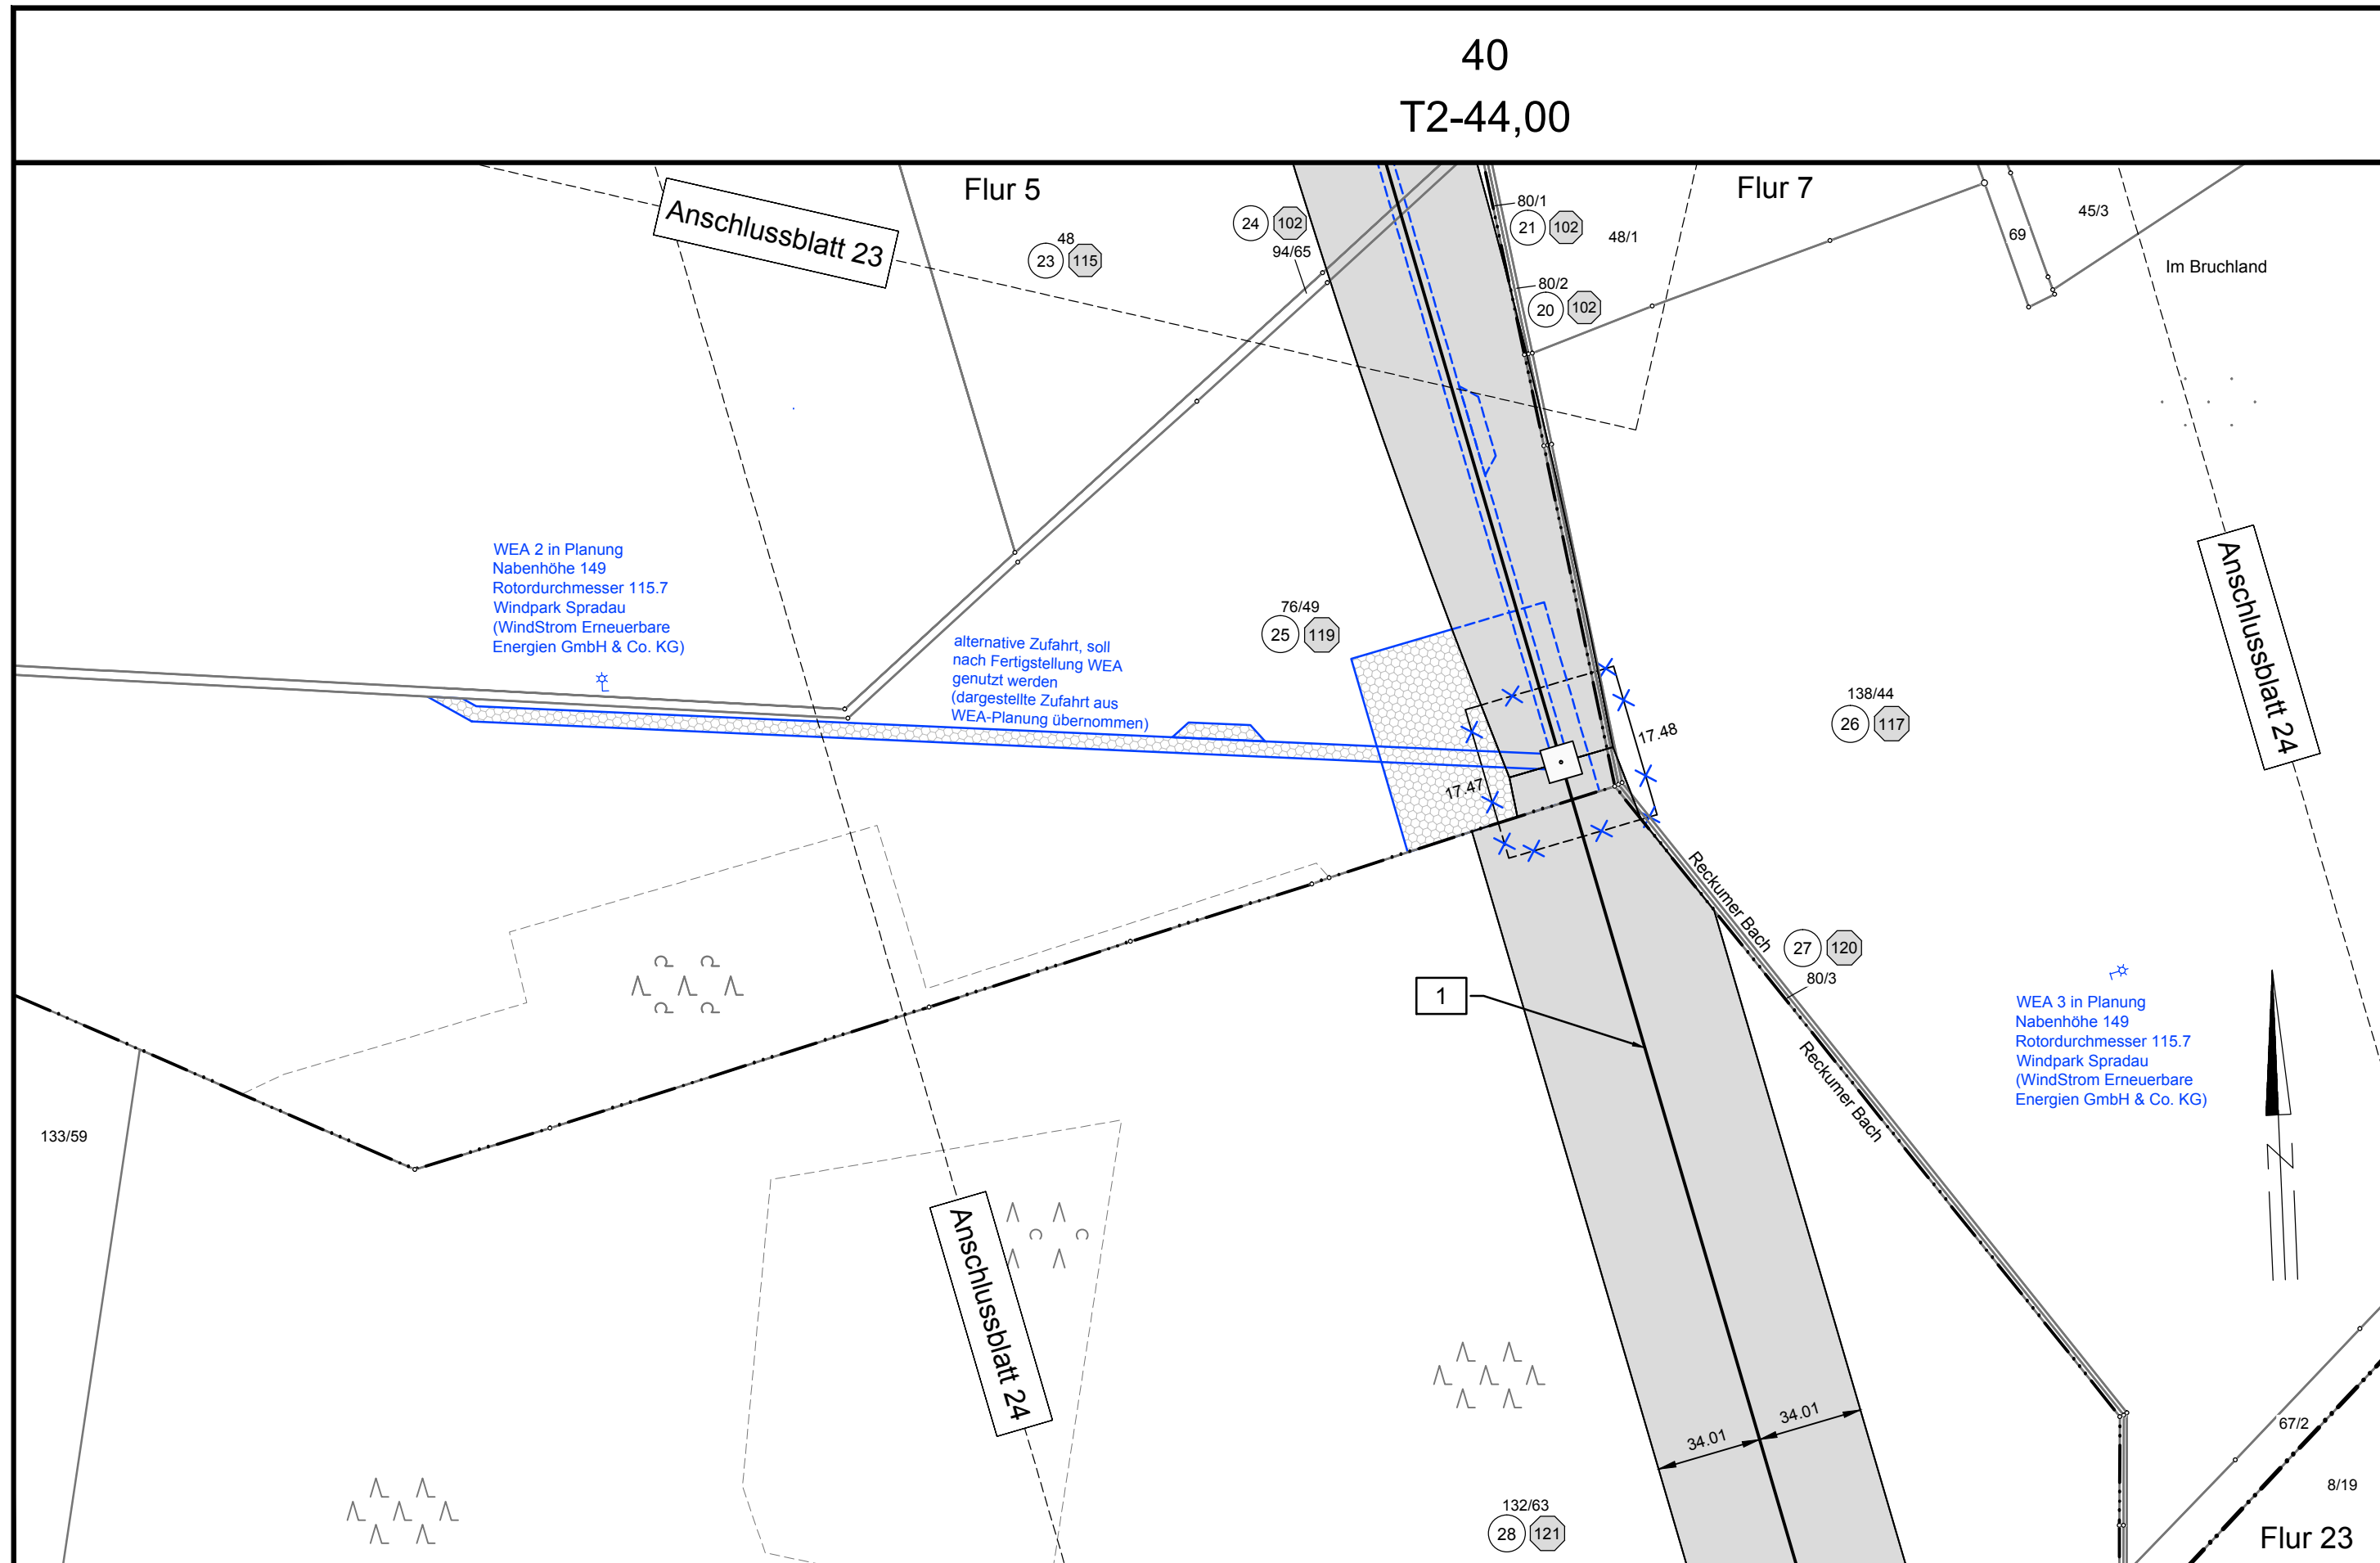 40
T2-44,00
Flur 5
Flur 7
Anschlussblatt 23
48
23 115
24 102
94/65
80/1
21 102
48/1
80/2
20 102
69
45/3
Im Bruchland
WEA 2 in Planung
Nabenhöhe 149
Rotordurchmesser 115.7
Windpark Spradau
(WindStrom Erneuerbare
Energien GmbH & Co. KG)
alternative Zufahrt, soll
nach Fertigstellung WEA
genutzt werden
(dargestellte Zufahrt aus
WEA-Planung übernommen)
76/49
25 119
17.48
17.47
138/44
26 117
Anschlussblatt 24
Reckumer Bach
27 120
80/3
Reckumer Bach
1
WEA 3 in Planung
Nabenhöhe 149
Rotordurchmesser 115.7
Windpark Spradau
(WindStrom Erneuerbare
Energien GmbH & Co. KG)
N
133/59
Anschlussblatt 24
34.01
34.01
132/63
28 121
67/2
8/19
Flur 23